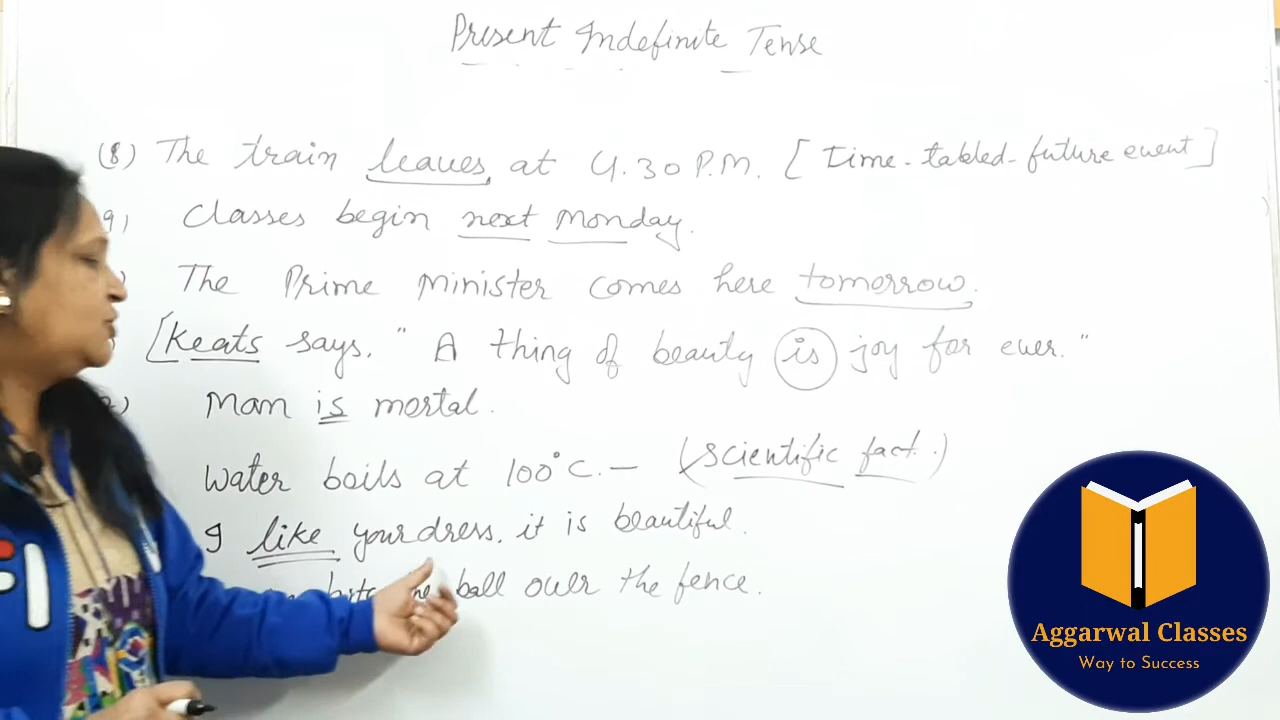 Present Indefinite Tense
(8) The train leaves at 4.30 P.M. [Time-tabled-future event]
9) Classes begin next Monday.
) The Prime Minister comes here tomorrow.
[Keats says, " A thing of beauty is joy for ever."
2) Man is mortal.
Water boils at 100°C. — (Scientific fact.)
I like your dress. it is beautiful.
ball over the fence.
Aggarwal Classes
Way to Success